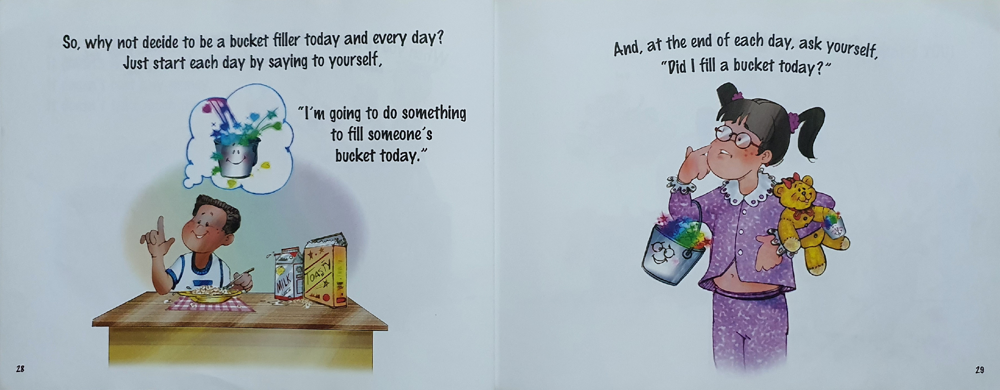 So, why not decide to be a bucket filler today and every day?
Just start each day by saying to yourself,
“I'm going to do something
to fill someone's
bucket today.”
MILK
TOASTY
28
And, at the end of each day, ask yourself,
“Did I fill a bucket today?”
29